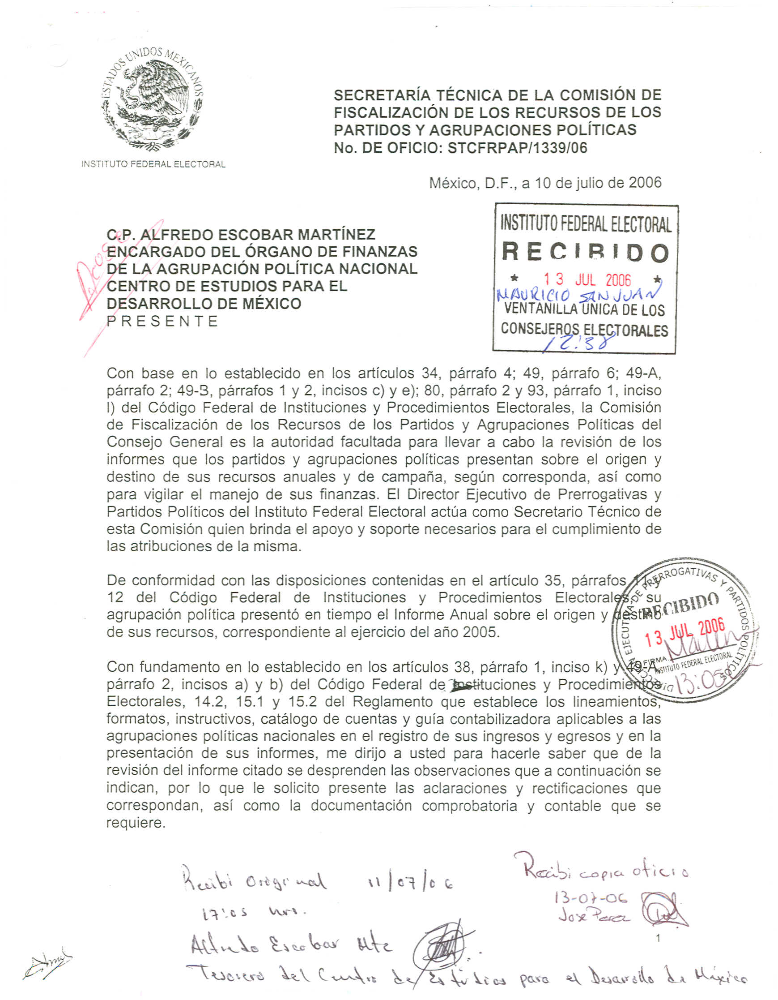 ESTADOS UNIDOS MEXICANOS
INSTITUTO FEDERAL ELECTORAL
SECRETARÍA TÉCNICA DE LA COMISIÓN DE
FISCALIZACIÓN DE LOS RECURSOS DE LOS
PARTIDOS Y AGRUPACIONES POLÍTICAS
No. DE OFICIO: STCFRPAP/1339/06
México, D.F., a 10 de julio de 2006
INSTITUTO FEDERAL ELECTORAL
RECIBIDO
* 13 JUL 2006 *
MAURICIO SAN JUAN
VENTANILLA UNICA DE LOS
CONSEJEROS ELECTORALES
12:38
C.P. ALFREDO ESCOBAR MARTÍNEZ
ENCARGADO DEL ÓRGANO DE FINANZAS
DE LA AGRUPACIÓN POLÍTICA NACIONAL
CENTRO DE ESTUDIOS PARA EL
DESARROLLO DE MÉXICO
P R E S E N T E
Con base en lo establecido en los artículos 34, párrafo 4; 49, párrafo 6; 49-A,
párrafo 2; 49-B, párrafos 1 y 2, incisos c) y e); 80, párrafo 2 y 93, párrafo 1, inciso
l) del Código Federal de Instituciones y Procedimientos Electorales, la Comisión
de Fiscalización de los Recursos de los Partidos y Agrupaciones Políticas del
Consejo General es la autoridad facultada para llevar a cabo la revisión de los
informes que los partidos y agrupaciones políticas presentan sobre el origen y
destino de sus recursos anuales y de campaña, según corresponda, así como
para vigilar el manejo de sus finanzas. El Director Ejecutivo de Prerrogativas y
Partidos Políticos del Instituto Federal Electoral actúa como Secretario Técnico de
esta Comisión quien brinda el apoyo y soporte necesarios para el cumplimiento de
las atribuciones de la misma.
De conformidad con las disposiciones contenidas en el artículo 35, párrafos 11 y
12 del Código Federal de Instituciones y Procedimientos Electorales, su
agrupación política presentó en tiempo el Informe Anual sobre el origen y destino
de sus recursos, correspondiente al ejercicio del año 2005.
DIRECCIÓN EJECUTIVA DE PRERROGATIVAS Y PARTIDOS POLÍTICOS
RECIBIDO
13 JUL 2006
FIRMA
INSTITUTO FEDERAL ELECTORAL
13:05
Con fundamento en lo establecido en los artículos 38, párrafo 1, inciso k) y 49-A,
párrafo 2, incisos a) y b) del Código Federal de Instituciones y Procedimientos
Electorales, 14.2, 15.1 y 15.2 del Reglamento que establece los lineamientos,
formatos, instructivos, catálogo de cuentas y guía contabilizadora aplicables a las
agrupaciones políticas nacionales en el registro de sus ingresos y egresos y en la
presentación de sus informes, me dirijo a usted para hacerle saber que de la
revisión del informe citado se desprenden las observaciones que a continuación se
indican, por lo que le solicito presente las aclaraciones y rectificaciones que
correspondan, así como la documentación comprobatoria y contable que se
requiere.
Recibi Original 11/07/06
17:05 hrs.
Alfredo Escobar Mtz
Tesorero del Centro de Estudios para el Desarrollo de México
Recibi copia oficio
13-07-06
Jose
1